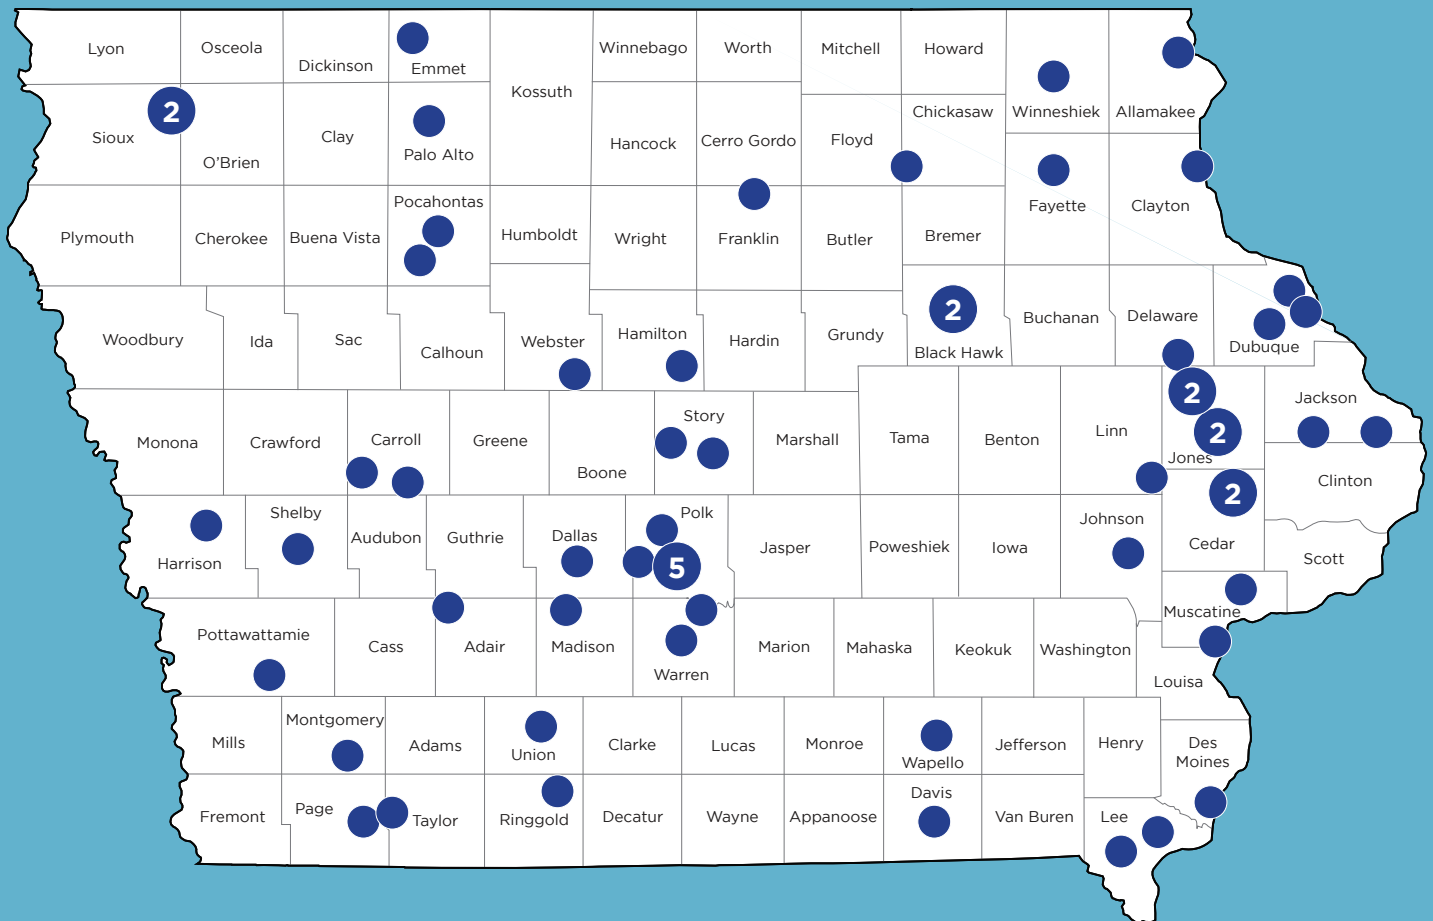 Lyon
Osceola
Dickinson
Emmet
Kossuth
Winnebago
Worth
Mitchell
Howard
Winneshiek
Allamakee
2
Sioux
O'Brien
Clay
Palo Alto
Hancock
Cerro Gordo
Floyd
Chickasaw
Fayette
Clayton
Plymouth
Cherokee
Buena Vista
Pocahontas
Humboldt
Wright
Franklin
Butler
Bremer
2
Woodbury
Ida
Sac
Calhoun
Webster
Hamilton
Hardin
Grundy
Black Hawk
Buchanan
Delaware
Dubuque
2
2
Monona
Crawford
Carroll
Greene
Boone
Story
Marshall
Tama
Benton
Linn
Jones
Jackson
Clinton
2
Harrison
Shelby
Audubon
Guthrie
Dallas
Polk
5
Jasper
Poweshiek
Iowa
Johnson
Cedar
Scott
Muscatine
Pottawattamie
Cass
Adair
Madison
Warren
Marion
Mahaska
Keokuk
Washington
Louisa
Mills
Montgomery
Adams
Union
Clarke
Lucas
Monroe
Wapello
Jefferson
Henry
Des
Moines
Fremont
Page
Taylor
Ringgold
Decatur
Wayne
Appanoose
Davis
Van Buren
Lee